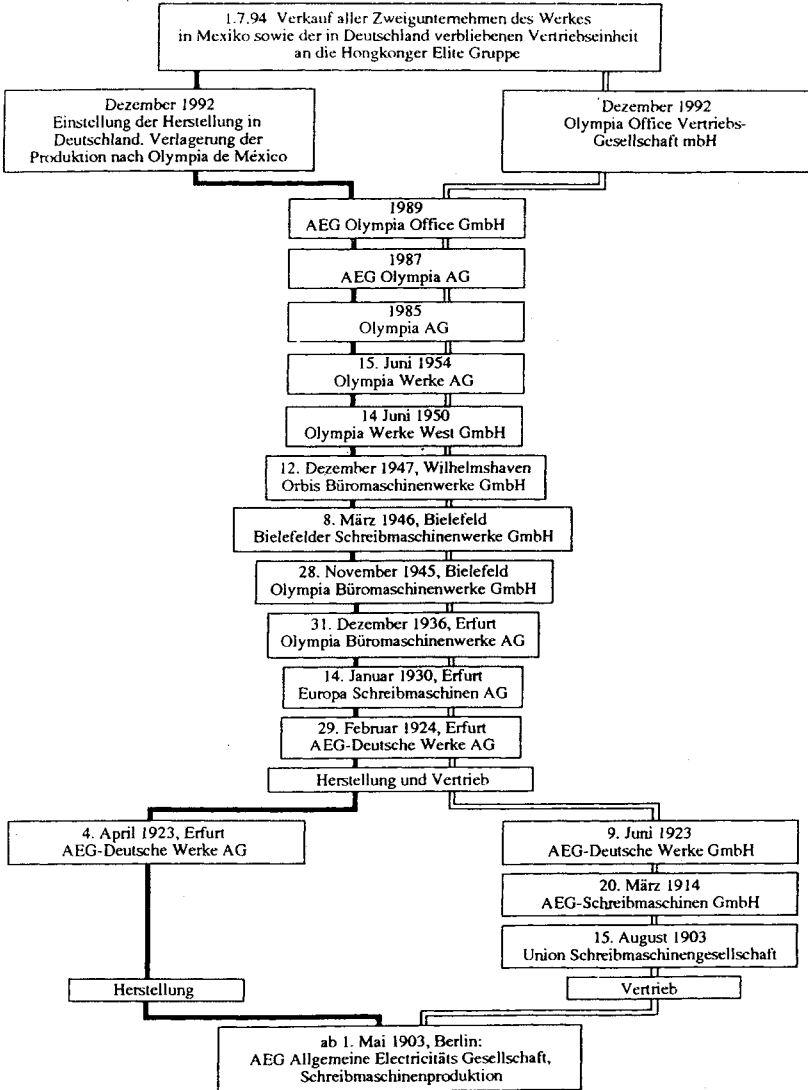 1.7.94 Verkauf aller Zweigunternehmen des Werkes
in Mexiko sowie der in Deutschland verbliebenen Vertriebseinheit
an die Hongkonger Elite Gruppe
Dezember 1992
Einstellung der Herstellung in
Deutschland. Verlagerung der
Produktion nach Olympia de México
Dezember 1992
Olympia Office Vertriebs-
Gesellschaft mbH
1989
AEG Olympia Office GmbH
1987
AEG Olympia AG
1985
Olympia AG
15. Juni 1954
Olympia Werke AG
14 Juni 1950
Olympia Werke West GmbH
12. Dezember 1947, Wilhelmshaven
Orbis Büromaschinenwerke GmbH
8. März 1946, Bielefeld
Bielefelder Schreibmaschinenwerke GmbH
28. November 1945, Bielefeld
Olympia Büromaschinenwerke GmbH
31. Dezember 1936, Erfurt
Olympia Büromaschinenwerke AG
14. Januar 1930, Erfurt
Europa Schreibmaschinen AG
29. Februar 1924, Erfurt
AEG-Deutsche Werke AG
Herstellung und Vertrieb
4. April 1923, Erfurt
AEG-Deutsche Werke AG
9. Juni 1923
AEG-Deutsche Werke GmbH
20. März 1914
AEG-Schreibmaschinen GmbH
15. August 1903
Union Schreibmaschinengesellschaft
Herstellung
Vertrieb
ab 1. Mai 1903, Berlin:
AEG Allgemeine Electricitäts Gesellschaft,
Schreibmaschinenproduktion